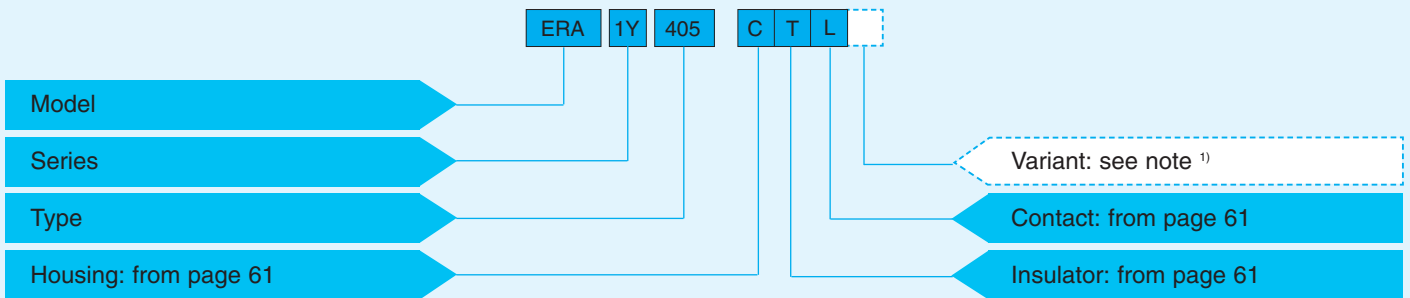 ERA 1Y 405 C T L
Model
Series
Variant: see note 1)
Type
Contact: from page 61
Housing: from page 61
Insulator: from page 61